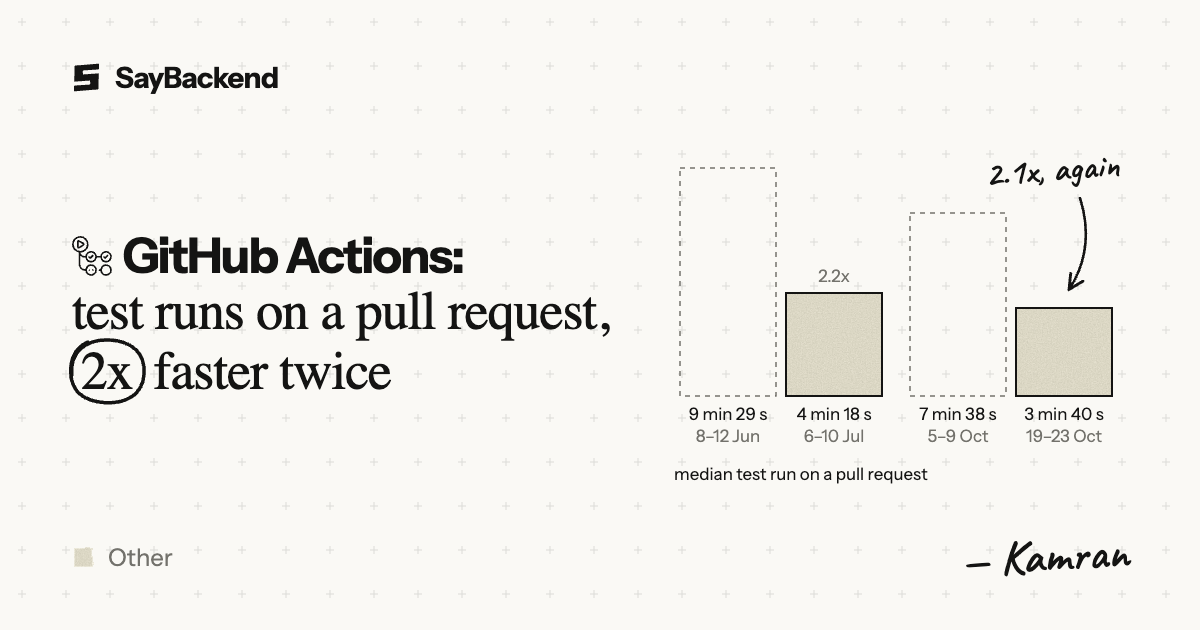 SayBackend
GitHub Actions:
test runs on a pull request,
2x faster twice
2.1x, again
2.2x
9 min 29 s
8–12 Jun
4 min 18 s
6–10 Jul
7 min 38 s
5–9 Oct
3 min 40 s
19–23 Oct
median test run on a pull request
Other
– Kamran